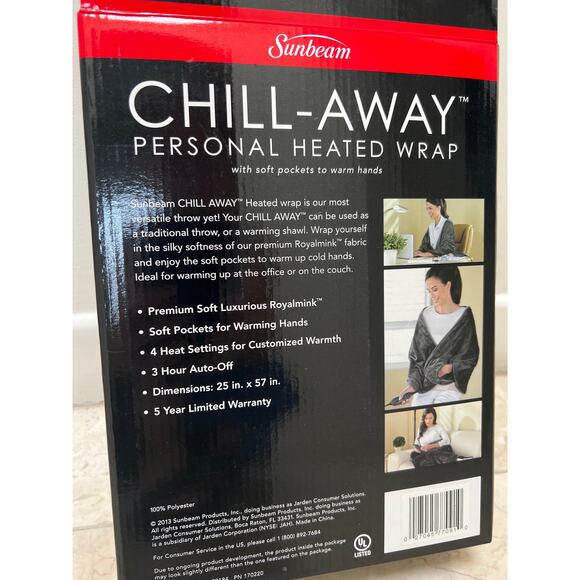 Sunbeam
CHILL-AWAY™
PERSONAL HEATED WRAP
with soft pockets to warm hands
Sunbeam CHILL AWAY™ Heated wrap is our most
versatile throw yet! Your CHILL AWAY™ can be used as
a traditional throw, or a warming shawl. Wrap yourself
in the silky softness of our premium Royalmink™ fabric
and enjoy the soft pockets to warm up cold hands.
Ideal for warming up at the office or on the couch.
• Premium Soft Luxurious Royalmink™
• Soft Pockets for Warming Hands
• 4 Heat Settings for Customized Warmth
• 3 Hour Auto-Off
• Dimensions: 25 in. x 57 in.
• 5 Year Limited Warranty
100% Polyester
© 2013 Sunbeam Products, Inc., doing business as Jarden Consumer Solutions.
All rights reserved. Distributed by Sunbeam Products, Inc., doing business as
Jarden Consumer Solutions, Boca Raton, FL 33431. Sunbeam Products, Inc.
is a subsidiary of Jarden Corporation (NYSE: JAH). Made in China.
For Consumer Service in the US, please call 1 (800) 892-7684
Due to ongoing product development, the product inside the package may
look slightly different than the one featured on the package.
PN 170220
UL
LISTED